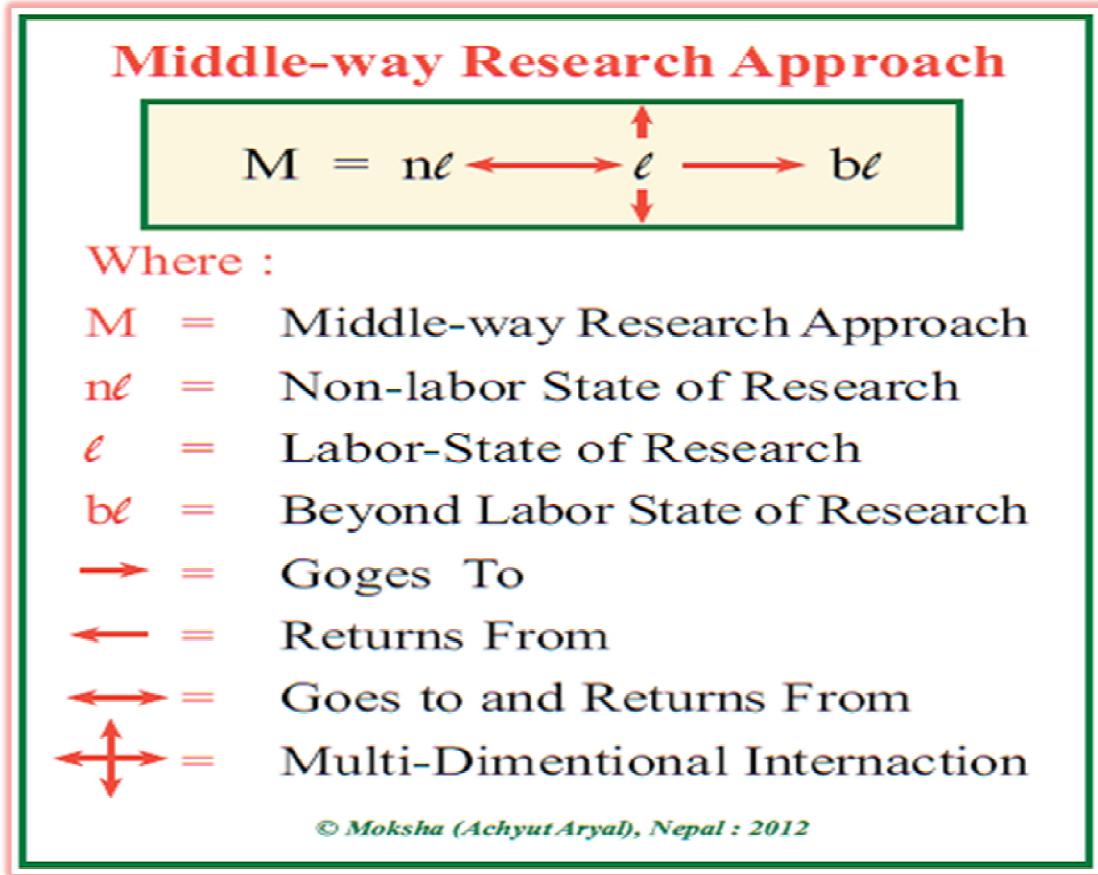 Middle-way Research Approach
M = nℓ ⟷ ℓ ⟶ bℓ
Where :
M = Middle-way Research Approach
nℓ = Non-labor State of Research
ℓ = Labor-State of Research
bℓ = Beyond Labor State of Research
→ = Goges To
← = Returns From
↔ = Goes to and Returns From
= Multi-Dimentional Internaction
© Moksha (Achyut Aryal), Nepal : 2012